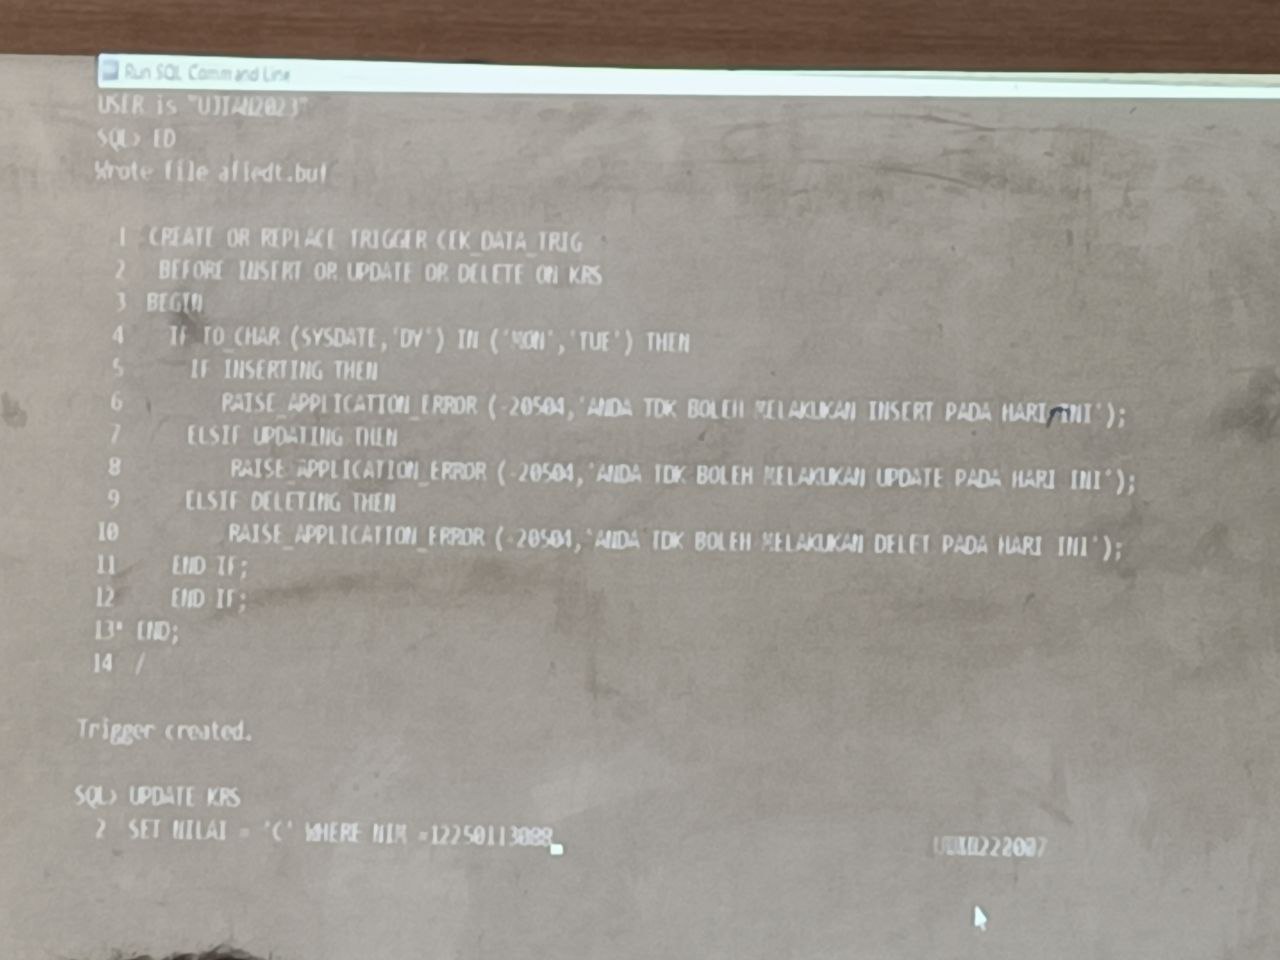 Run SQL Command Line
USER is "UJIAN2023"
SQL> ED
Wrote file afiedt.buf
1 CREATE OR REPLACE TRIGGER CEK_DATA_TRIG
2 BEFORE INSERT OR UPDATE OR DELETE ON KRS
3 BEGIN
4 IF TO_CHAR (SYSDATE,'DY') IN ('MON','TUE') THEN
5 IF INSERTING THEN
6 RAISE_APPLICATION_ERROR (-20504,'ANDA TDK BOLEH MELAKUKAN INSERT PADA HARI INI');
7 ELSIF UPDATING THEN
8 RAISE_APPLICATION_ERROR (-20504,'ANDA TDK BOLEH MELAKUKAN UPDATE PADA HARI INI');
9 ELSIF DELETING THEN
10 RAISE_APPLICATION_ERROR (-20504,'ANDA TDK BOLEH MELAKUKAN DELET PADA HARI INI');
11 END IF;
12 END IF;
13* END;
14 /
Trigger created.
SQL> UPDATE KRS
2 SET NILAI = 'C' WHERE NIM =12250113088